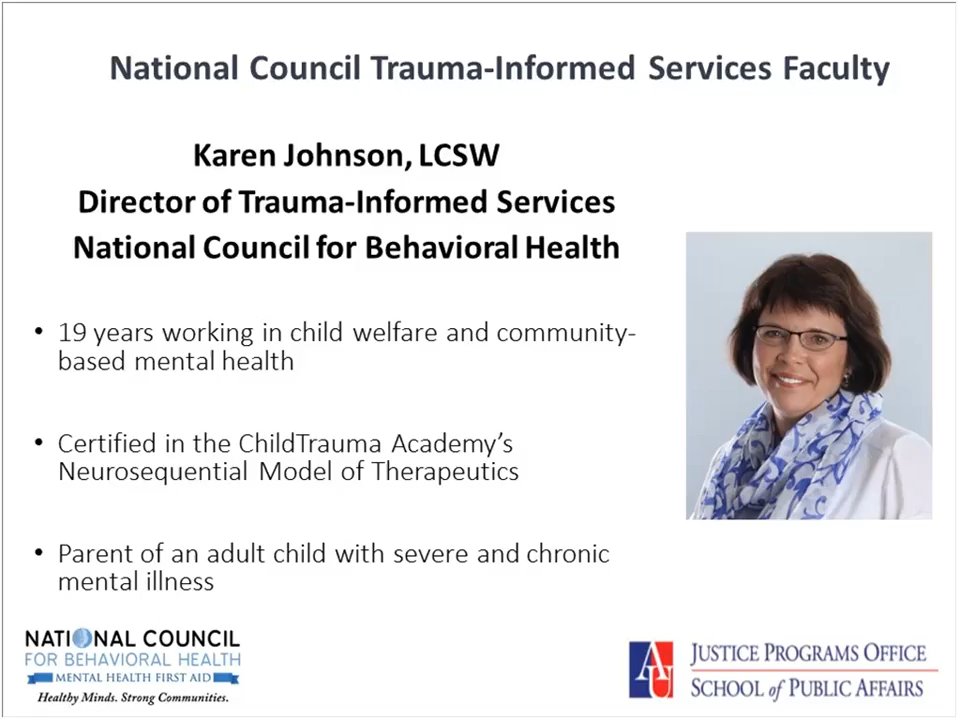 National Council Trauma-Informed Services Faculty
Karen Johnson, LCSW
Director of Trauma-Informed Services
National Council for Behavioral Health
• 19 years working in child welfare and community-
based mental health
• Certified in the ChildTrauma Academy’s
Neurosequential Model of Therapeutics
• Parent of an adult child with severe and chronic
mental illness
NATIONAL COUNCIL
FOR BEHAVIORAL HEALTH
MENTAL HEALTH FIRST AID
Healthy Minds. Strong Communities.
AU
JUSTICE PROGRAMS OFFICE
SCHOOL of PUBLIC AFFAIRS